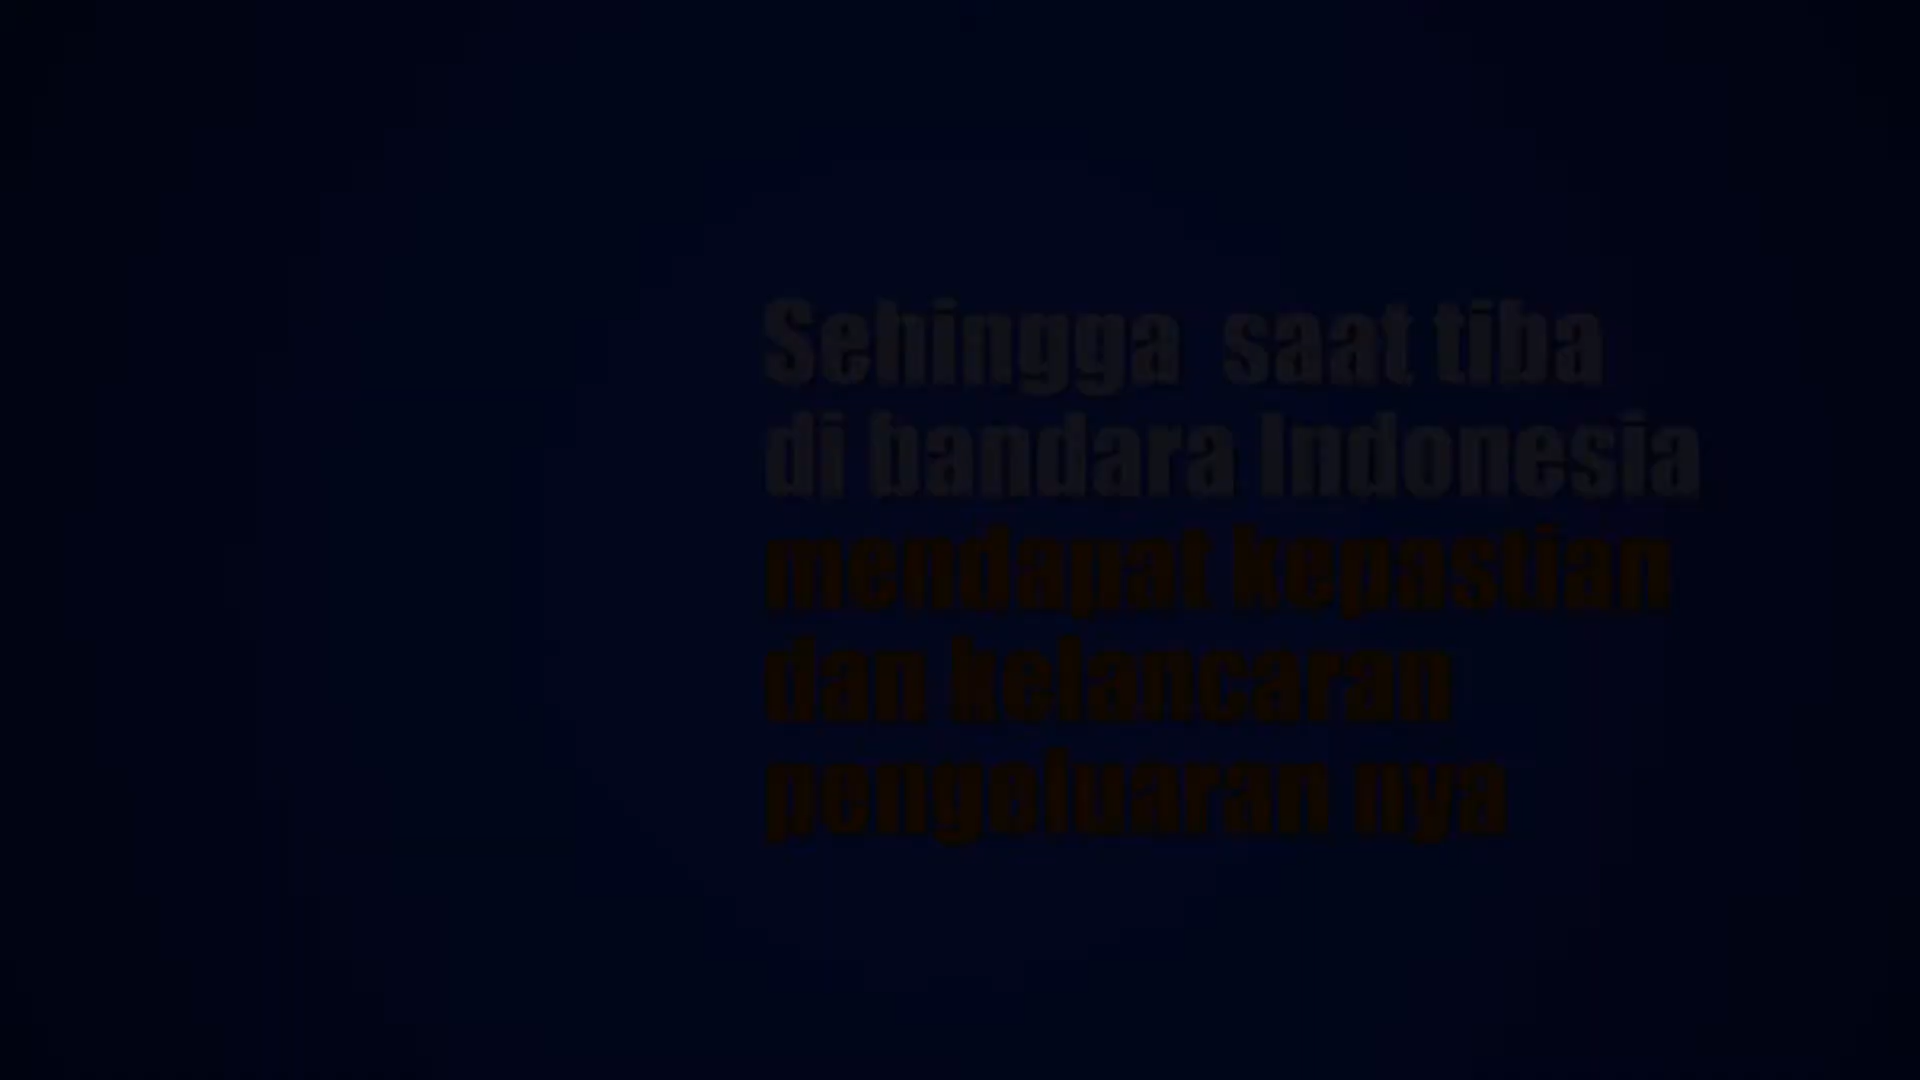 Sehingga saat tiba
di bandara Indonesia
mendapat kepastian
dan kelancaran
pengeluaran nya